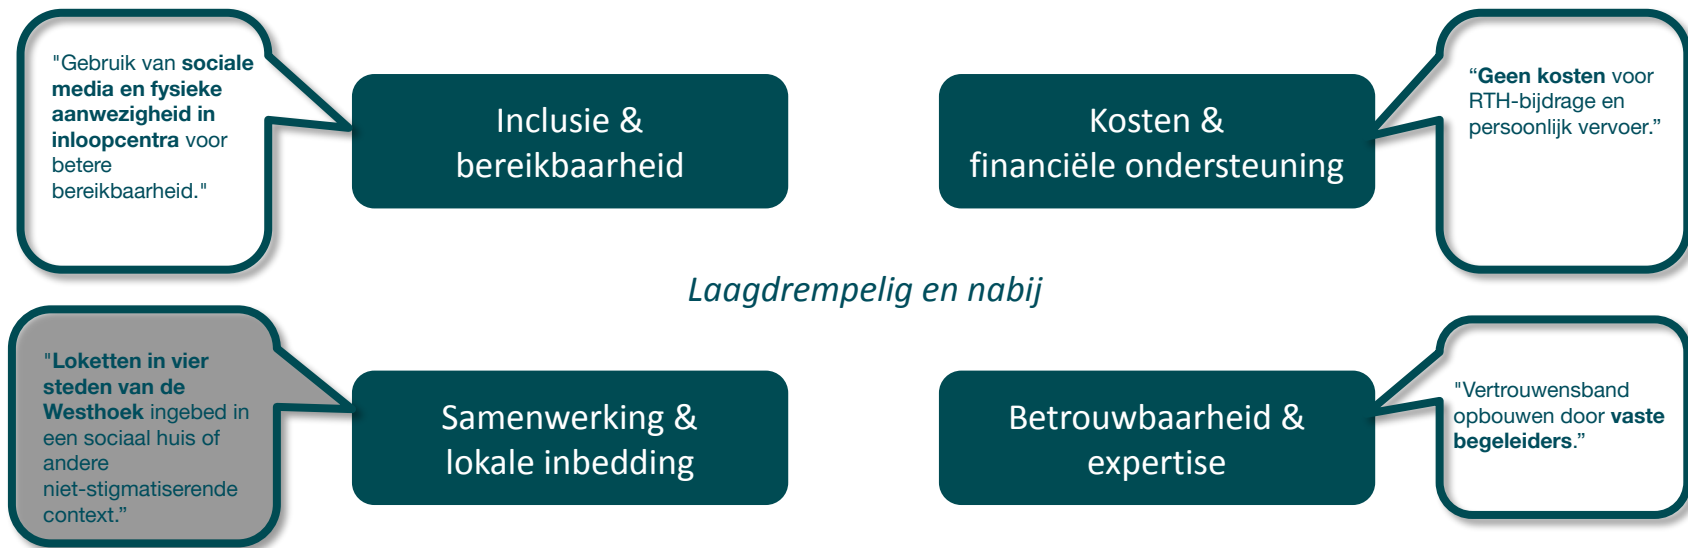 "Gebruik van sociale
media en fysieke
aanwezigheid in
inloopcentra voor
betere
bereikbaarheid."
Inclusie &
bereikbaarheid
Kosten &
financiële ondersteuning
“Geen kosten voor
RTH-bijdrage en
persoonlijk vervoer.”
Laagdrempelig en nabij
"Loketten in vier
steden van de
Westhoek ingebed in
een sociaal huis of
andere
niet-stigmatiserende
context.”
Samenwerking &
lokale inbedding
Betrouwbaarheid &
expertise
"Vertrouwensband
opbouwen door vaste
begeleiders.”